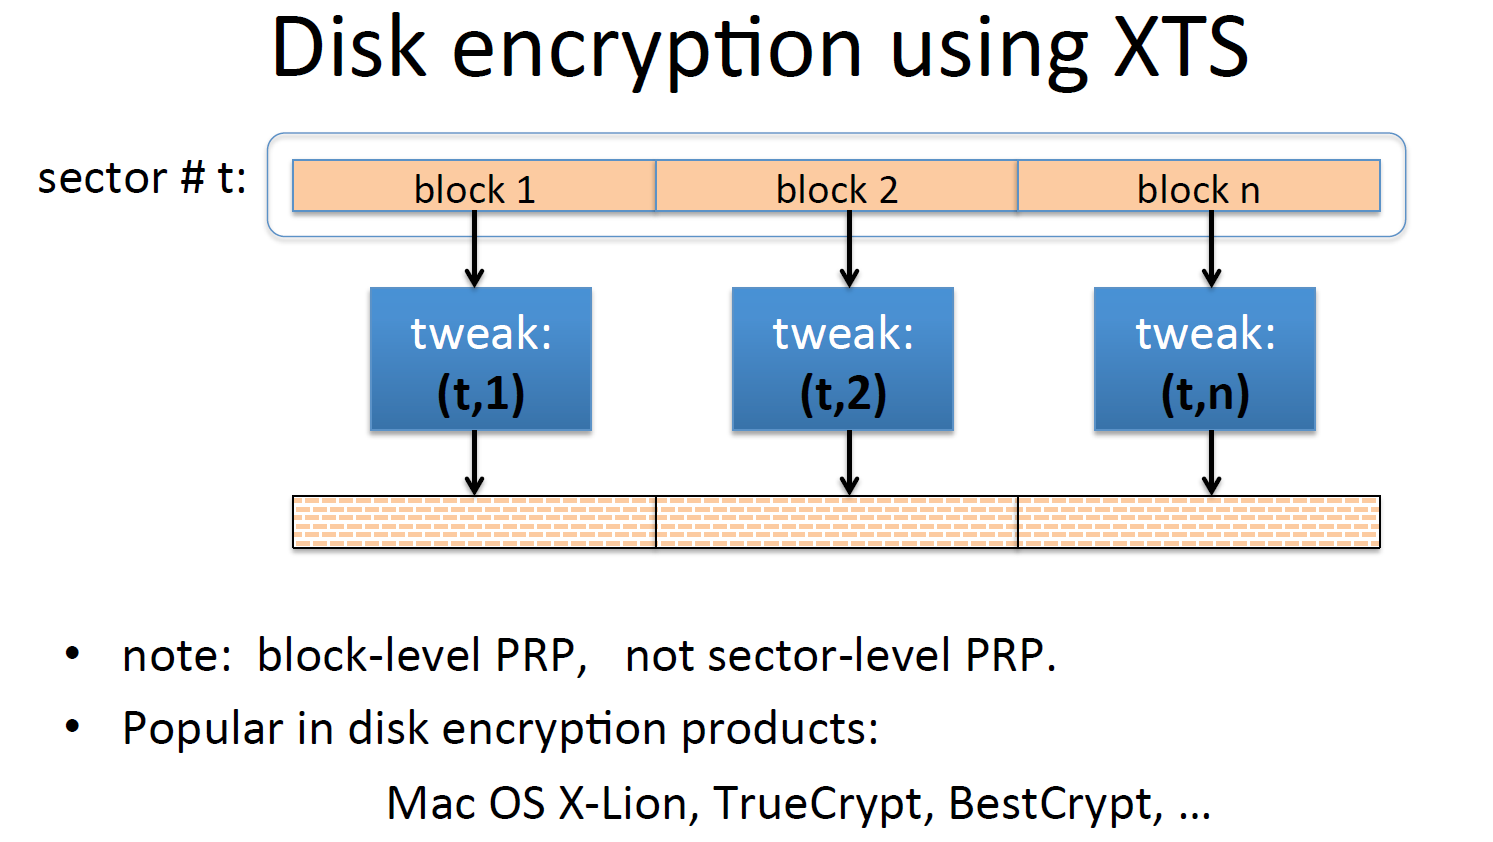 Disk encryption using XTS
sector # t:
block 1
block 2
block n
tweak:
(t,1)
tweak:
(t,2)
tweak:
(t,n)
• note: block-level PRP, not sector-level PRP.
• Popular in disk encryption products:
Mac OS X-Lion, TrueCrypt, BestCrypt, …